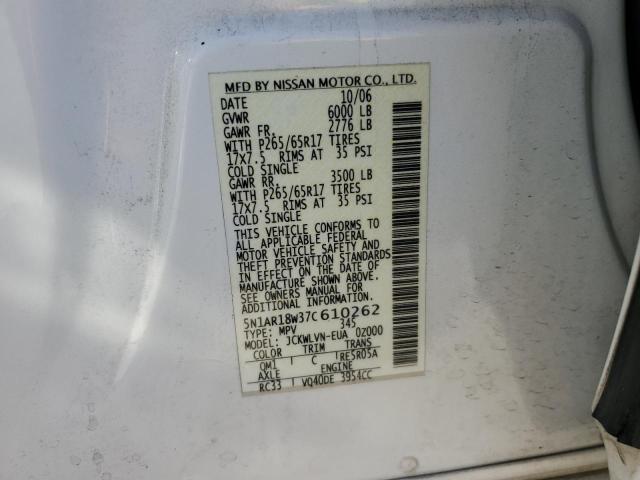 MFD BY NISSAN MOTOR CO., LTD.
DATE 10/06
GVWR 6000 LB
GAWR FR. 2776 LB
WITH P265/65R17 TIRES
17X7.5 RIMS AT 35 PSI
COLD SINGLE
GAWR RR. 3500 LB
WITH P265/65R17 TIRES
17X7.5 RIMS AT 35 PSI
COLD SINGLE
THIS VEHICLE CONFORMS TO
ALL APPLICABLE FEDERAL
MOTOR VEHICLE SAFETY AND
THEFT PREVENTION STANDARDS
IN EFFECT ON THE DATE OF
MANUFACTURE SHOWN ABOVE.
SEE OWNERS MANUAL FOR
ADDITIONAL INFORMATION.
5N1AR18W37C610262
TYPE: MPV 345
MODEL: JCKWLVN-EUA 0Z000
COLOR TRIM TRANS
QM1 C TRE5R05A
AXLE ENGINE
RC33 VQ40DE 3954CC